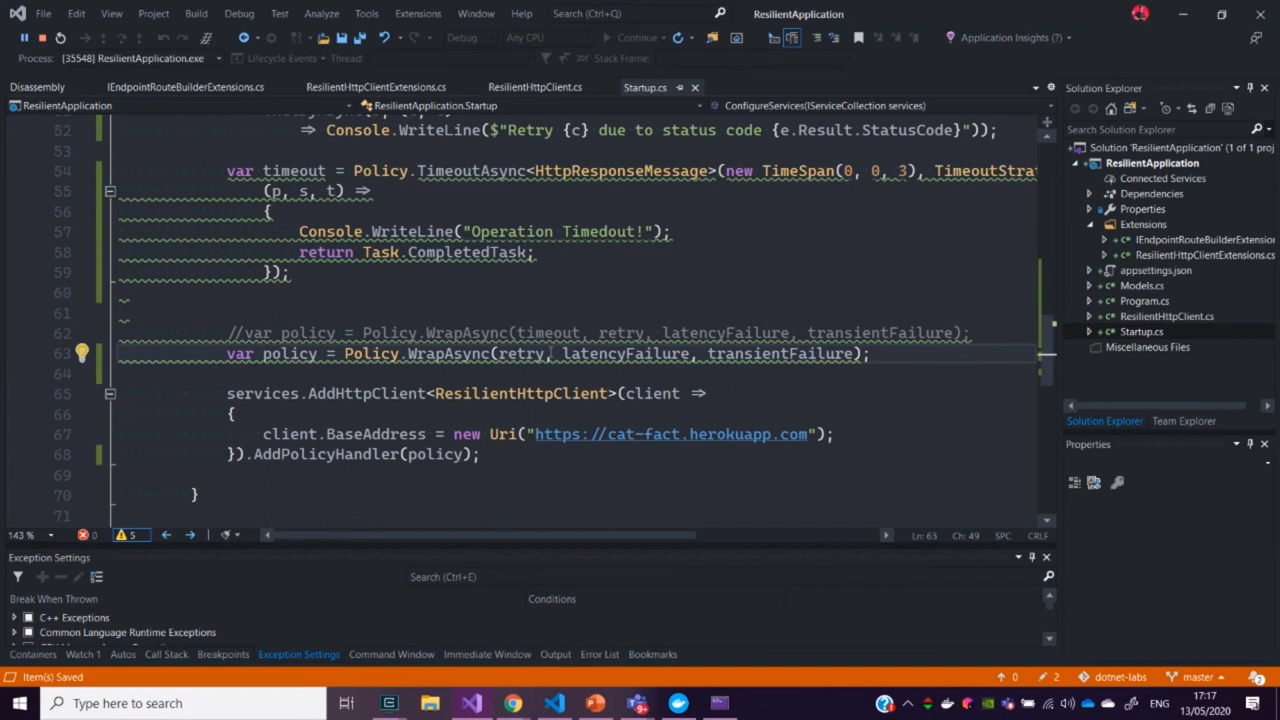 File Edit View Project Build Debug Test Analyze Tools Extensions Window Help Search (Ctrl+Q) ResilientApplication
Debug Any CPU Continue Application Insights (?)
Process: [35548] ResilientApplication.exe Lifecycle Events Thread: Stack Frame:
Disassembly IEndpointRouteBuilderExtensions.cs ResilientHttpClientExtensions.cs ResilientHttpClient.cs Startup.cs
ResilientApplication ResilientApplication.Startup ConfigureServices(IServiceCollection services)
52 => Console.WriteLine($"Retry {c} due to status code {e.Result.StatusCode}"));
53
54 var timeout = Policy.TimeoutAsync<HttpResponseMessage>(new TimeSpan(0, 0, 3), TimeoutStrat
55 (p, s, t) =>
56 {
57 Console.WriteLine("Operation Timedout!");
58 return Task.CompletedTask;
59 });
60
61
62 //var policy = Policy.WrapAsync(timeout, retry, latencyFailure, transientFailure);
63 var policy = Policy.WrapAsync(retry, latencyFailure, transientFailure);
64
65 services.AddHttpClient<ResilientHttpClient>(client =>
66 {
67 client.BaseAddress = new Uri("https://cat-fact.herokuapp.com");
68 }).AddPolicyHandler(policy);
69
70 }
71
143 % 0 5 Ln: 63 Ch: 49 SPC CRLF
Exception Settings
Search (Ctrl+E)
Break When Thrown Conditions
C++ Exceptions
Common Language Runtime Exceptions
Containers Watch 1 Autos Call Stack Breakpoints Exception Settings Command Window Immediate Window Output Error List Bookmarks
Solution Explorer
Search Solution Explorer
Solution 'ResilientApplication' (1 of 1 proj
ResilientApplication
Connected Services
Dependencies
Properties
Extensions
IEndpointRouteBuilderExtension
ResilientHttpClientExtensions.cs
appsettings.json
Models.cs
Program.cs
ResilientHttpClient.cs
Startup.cs
Miscellaneous Files
Solution Explorer Team Explorer
Properties
Item(s) Saved 0 2 dotnet-labs master 2
Type here to search ENG 17:17
13/05/2020